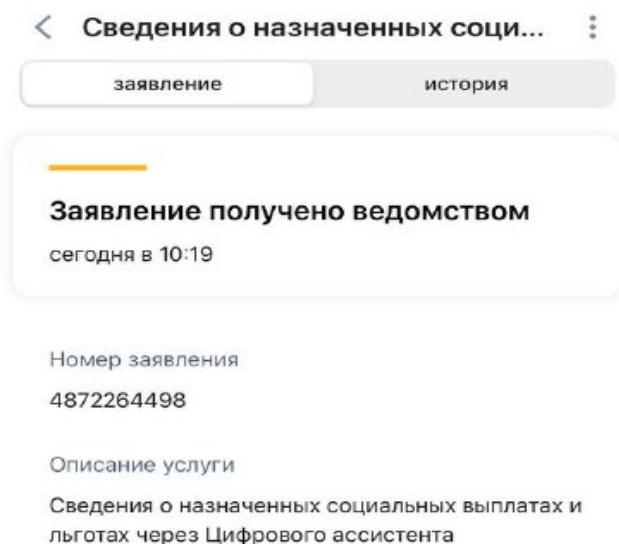 Сведения о назначенных соци...
заявление
история
Заявление получено ведомством
сегодня в 10:19
Номер заявления
4872264498
Описание услуги
Сведения о назначенных социальных выплатах и
льготах через Цифрового ассистента